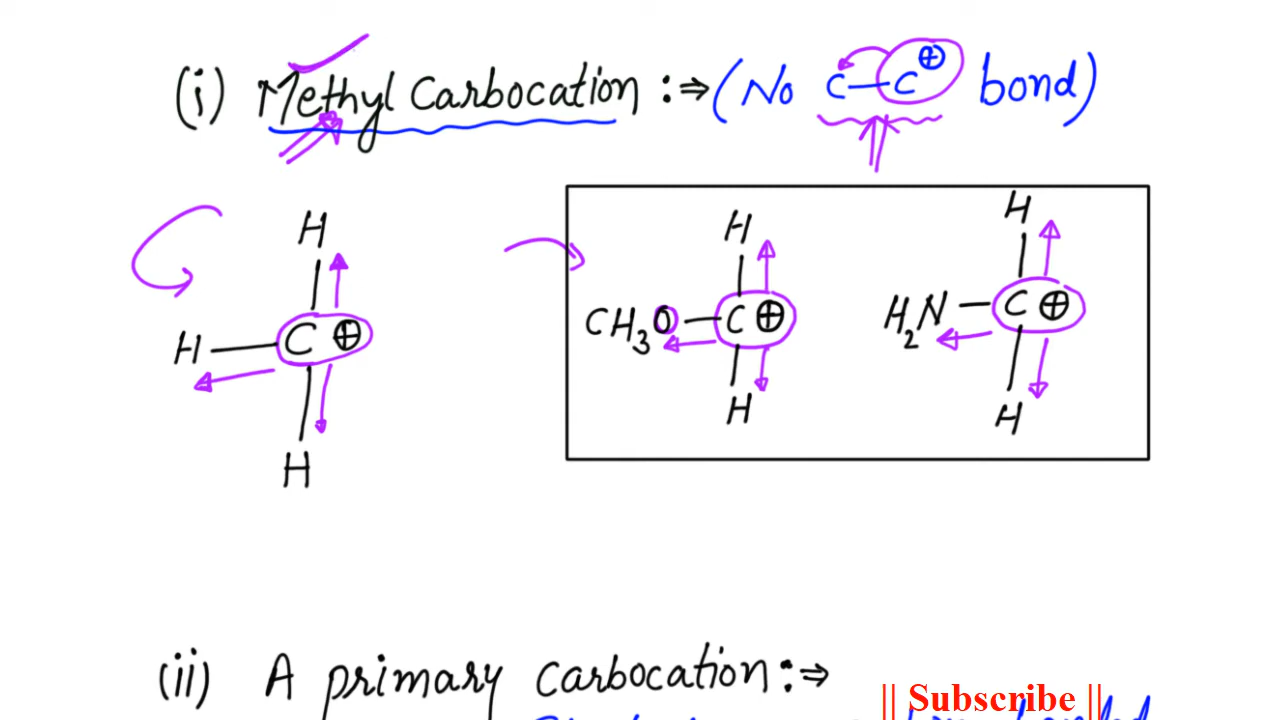 (i) Methyl Carbocation :⇒ (No C—C⊕ bond)
H
H
H
CH3O—C⊕
H
H—C⊕
H2N—C⊕
H
H
H
(ii) A primary carbocation :⇒
|| Subscribe ||